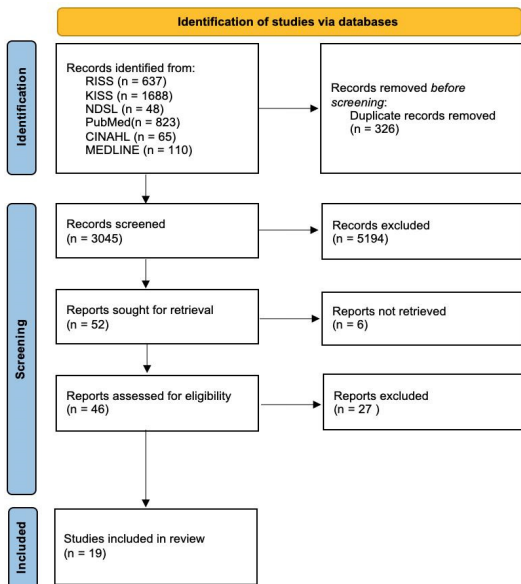 Identification of studies via databases
Identification
Records identified from:
RISS (n = 637)
KISS (n = 1688)
NDSL (n = 48)
PubMed(n = 823)
CINAHL (n = 65)
MEDLINE (n = 110)
Records removed before
screening:
Duplicate records removed
(n = 326)
Screening
Records screened
(n = 3045)
Records excluded
(n = 5194)
Reports sought for retrieval
(n = 52)
Reports not retrieved
(n = 6)
Reports assessed for eligibility
(n = 46)
Reports excluded
(n = 27 )
Included
Studies included in review
(n = 19)